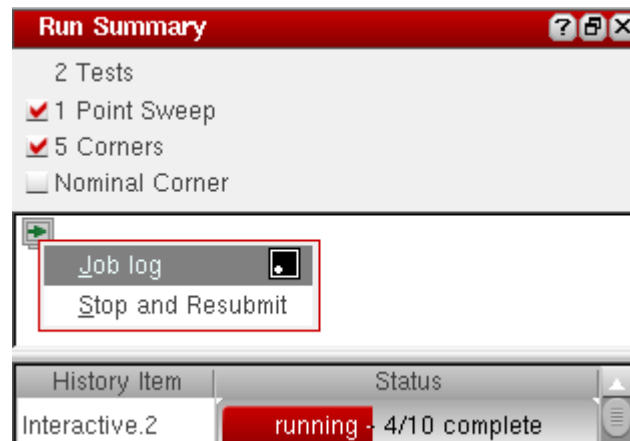 Run Summary
2 Tests
1 Point Sweep
5 Corners
Nominal Corner
Job log
Stop and Resubmit
History Item Status
Interactive.2 running - 4/10 complete